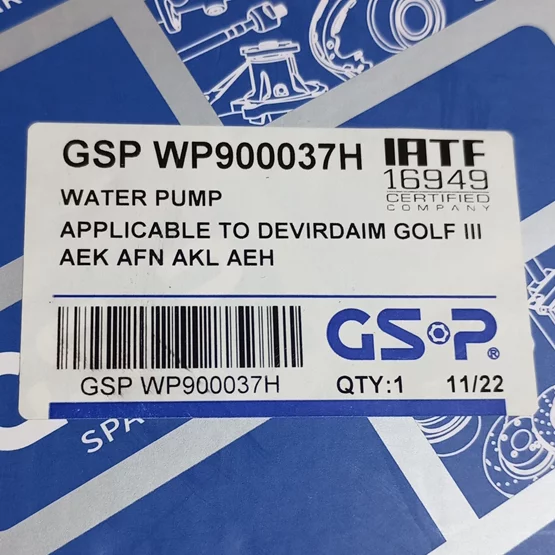 GSP WP900037H
IATF
16949
CERTIFIED
COMPANY
WATER PUMP
APPLICABLE TO DEVIRDAIM GOLF III
AEK AFN AKL AEH
GSP WP900037H
GSP®
QTY:1 11/22
SPA